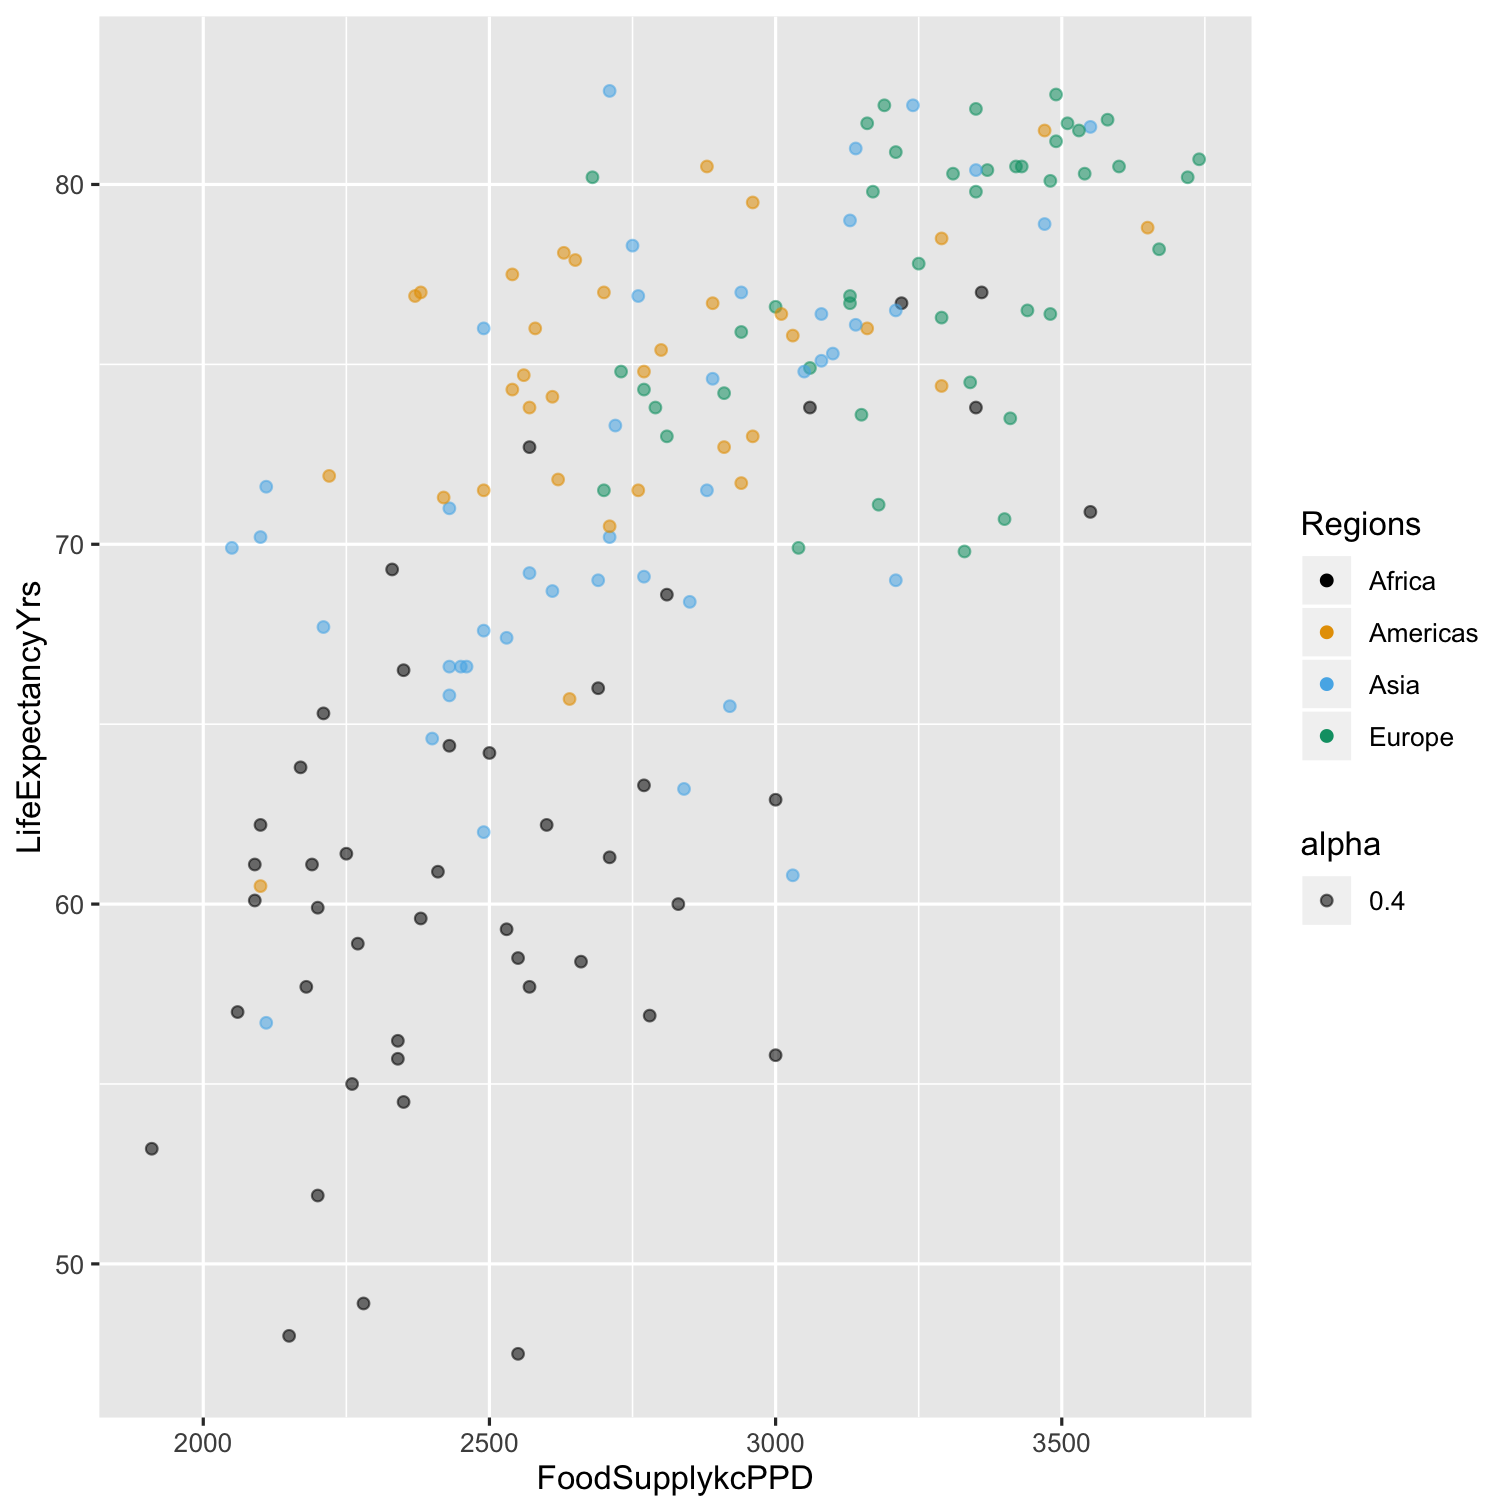 LifeExpectancyYrs
80
70
60
50
2000 2500 3000 3500
FoodSupplykcPPD
Regions
Africa
Americas
Asia
Europe
alpha
0.4